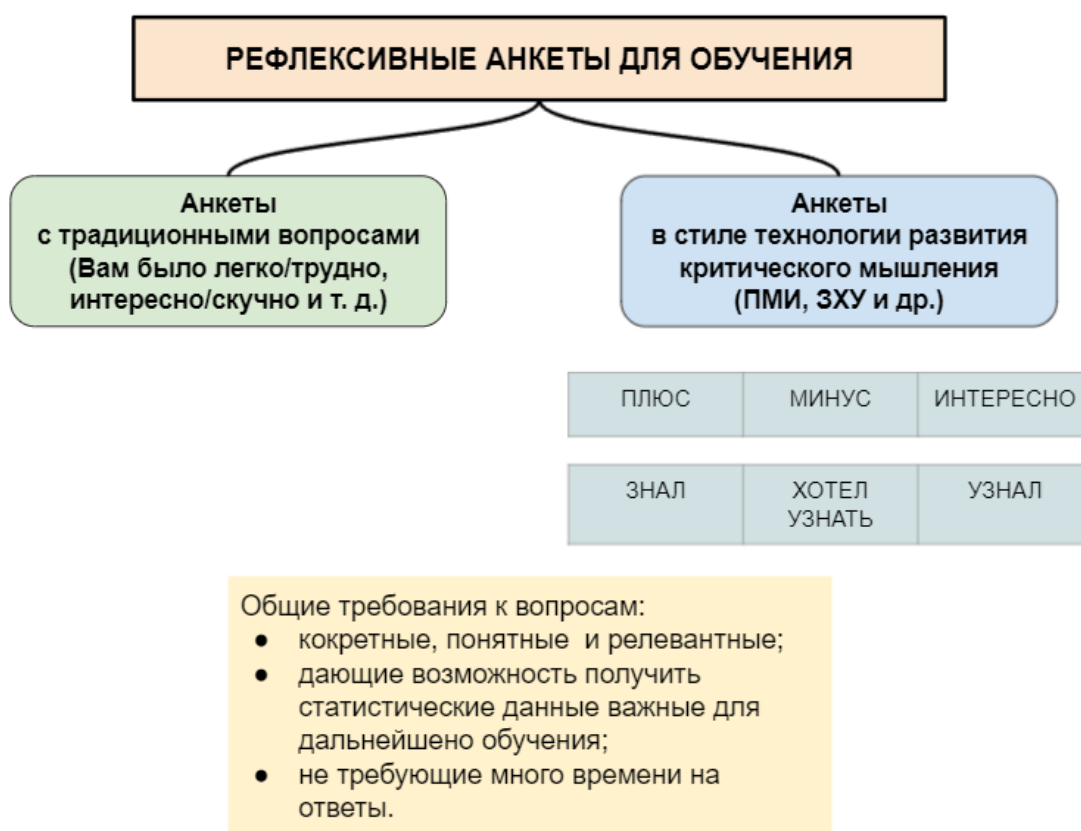 РЕФЛЕКСИВНЫЕ АНКЕТЫ ДЛЯ ОБУЧЕНИЯ
Анкеты
с традиционными вопросами
(Вам было легко/трудно,
интересно/скучно и т. д.)
Анкеты
в стиле технологии развития
критического мышления
(ПМИ, ЗХУ и др.)
ПЛЮС МИНУС ИНТЕРЕСНО
ЗНАЛ ХОТЕЛ УЗНАТЬ УЗНАЛ
Общие требования к вопросам:
● кокретные, понятные и релевантные;
● дающие возможность получить
статистические данные важные для
дальнейшено обучения;
● не требующие много времени на
ответы.